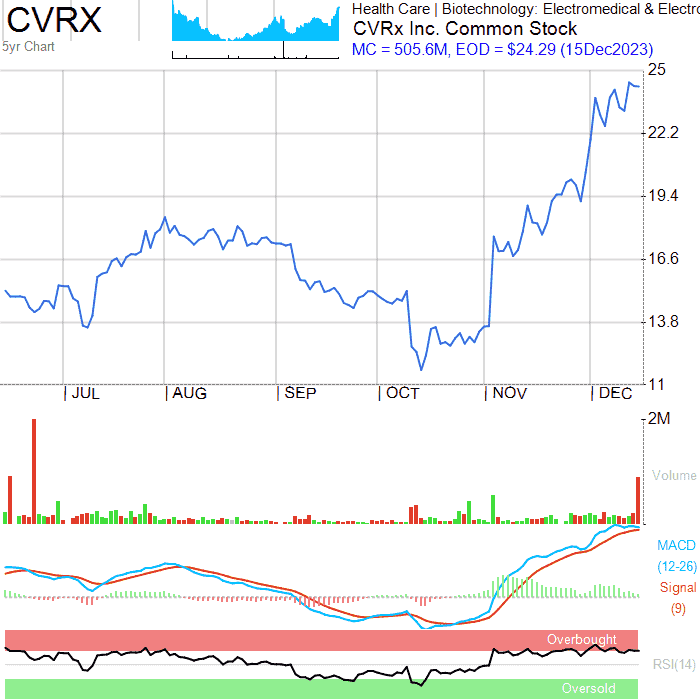 CVRX
5yr Chart
Health Care | Biotechnology: Electromedical & Electro
CVRx Inc. Common Stock
MC = 505.6M, EOD = $24.29 (15Dec2023)
25
22.2
19.4
16.6
13.8
11
JUL AUG SEP OCT NOV DEC
2M
Volume
MACD
(12-26)
Signal
(9)
Overbought
RSI(14)
Oversold